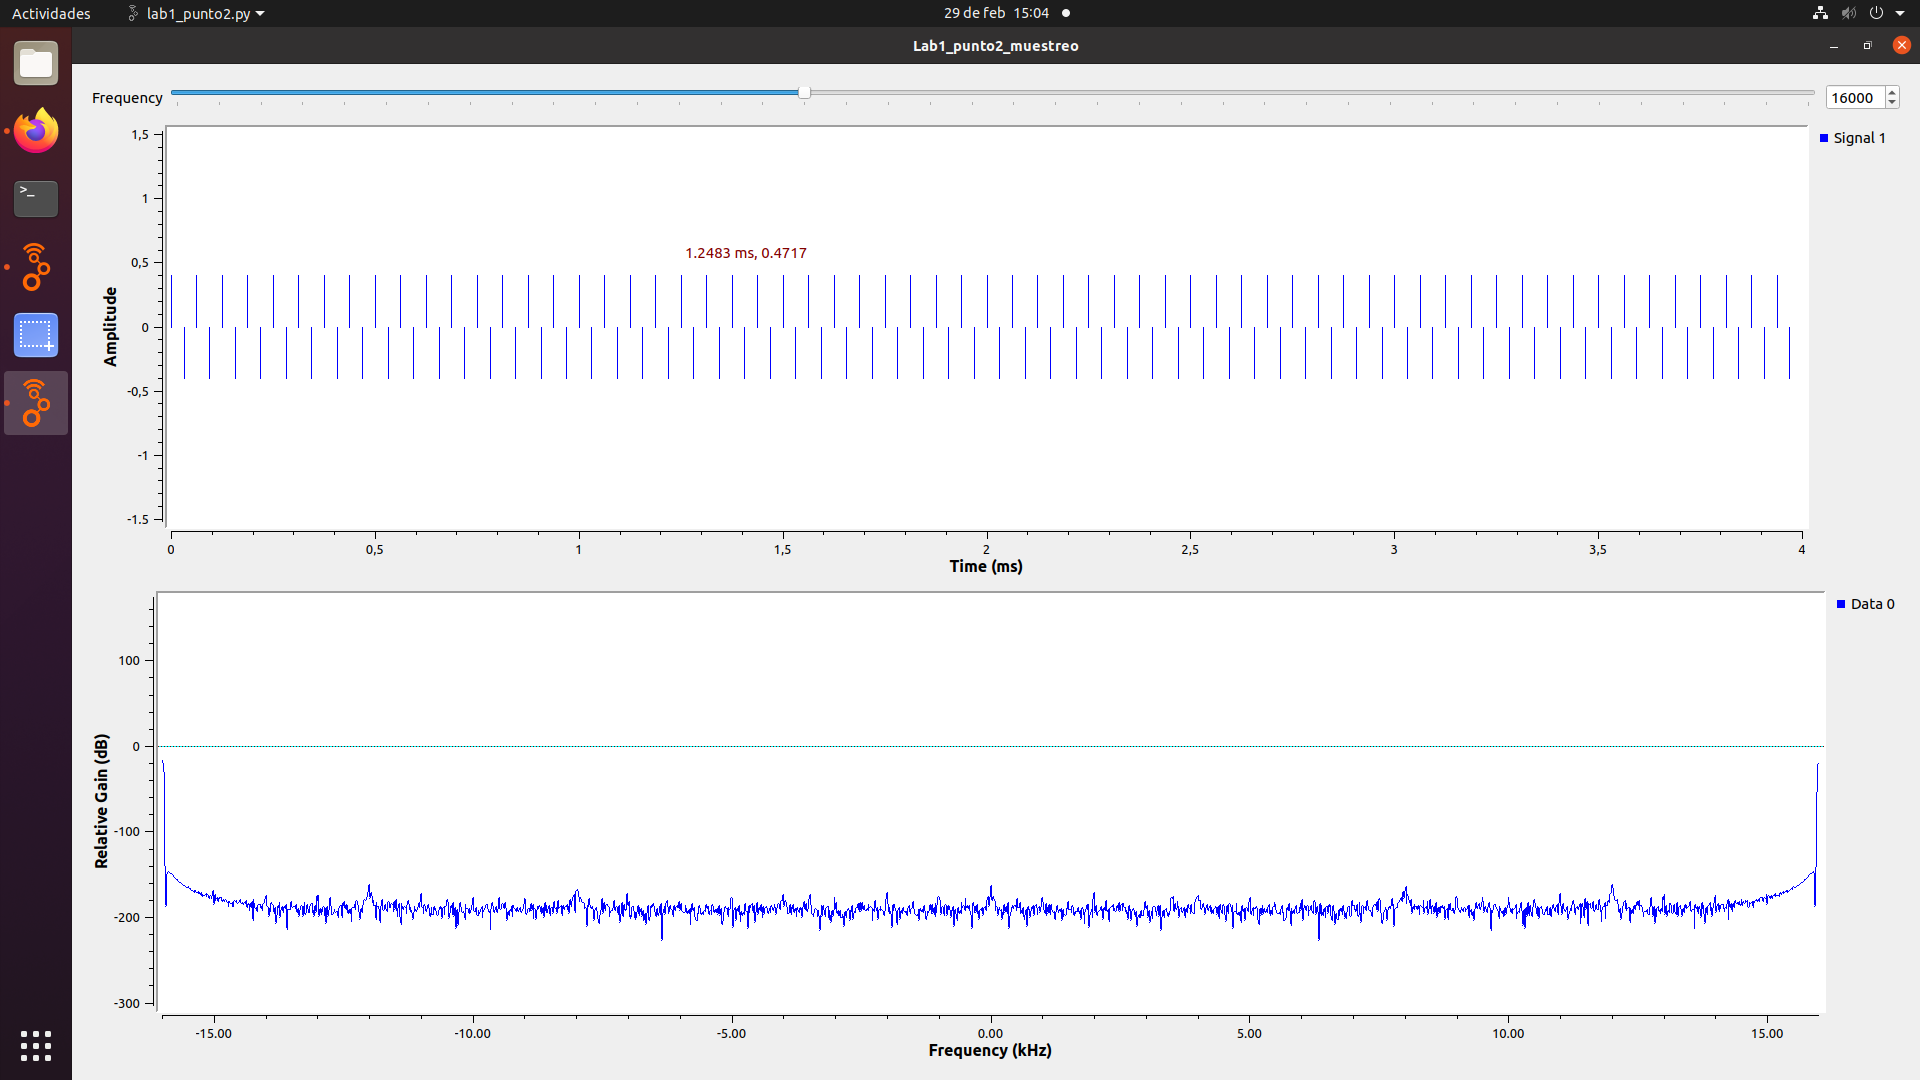 Actividades
lab1_punto2.py
29 de feb 15:04
Lab1_punto2_muestreo
Frequency
16000
1,5
1
0,5
0
-0,5
-1
-1.5
Amplitude
1.2483 ms, 0.4717
Signal 1
0
0,5
1
1,5
2
2,5
3
3,5
4
Time (ms)
100
0
-100
-200
-300
Relative Gain (dB)
Data 0
-15.00
-10.00
-5.00
0.00
5.00
10.00
15.00
Frequency (kHz)
>_